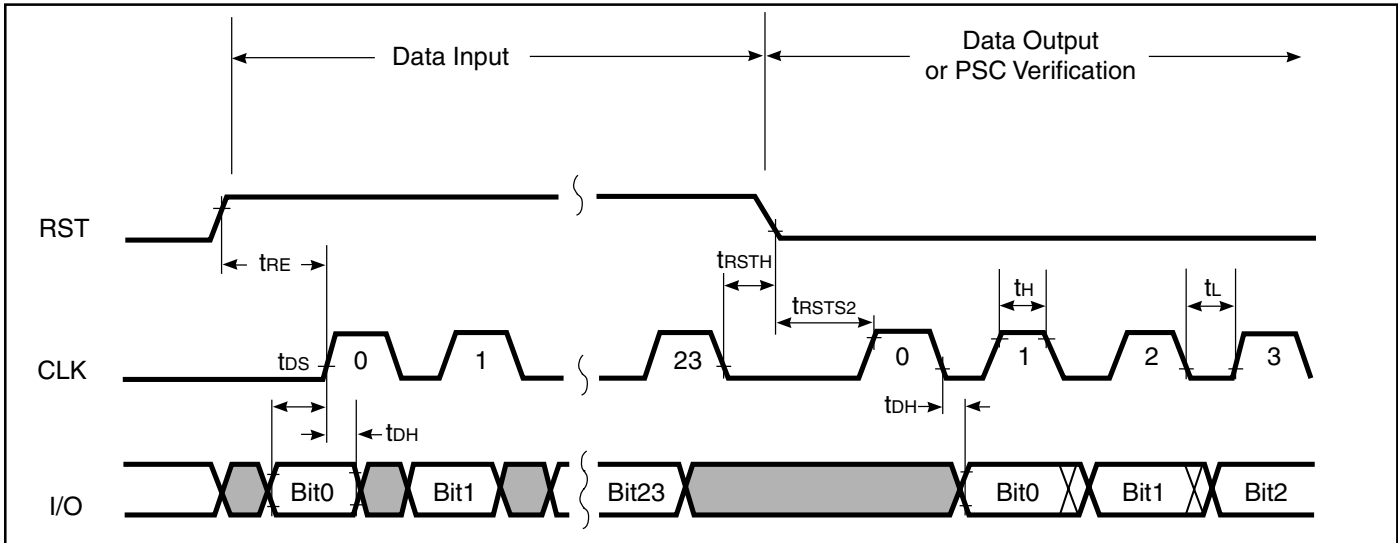 Data Input
Data Output
or PSC Verification
RST
tRE
tRSTH
tRSTS2
tH
tL
CLK
tDS
0
1
23
0
1
2
3
tDH
tDH
I/O
Bit0
Bit1
Bit23
Bit0
Bit1
Bit2